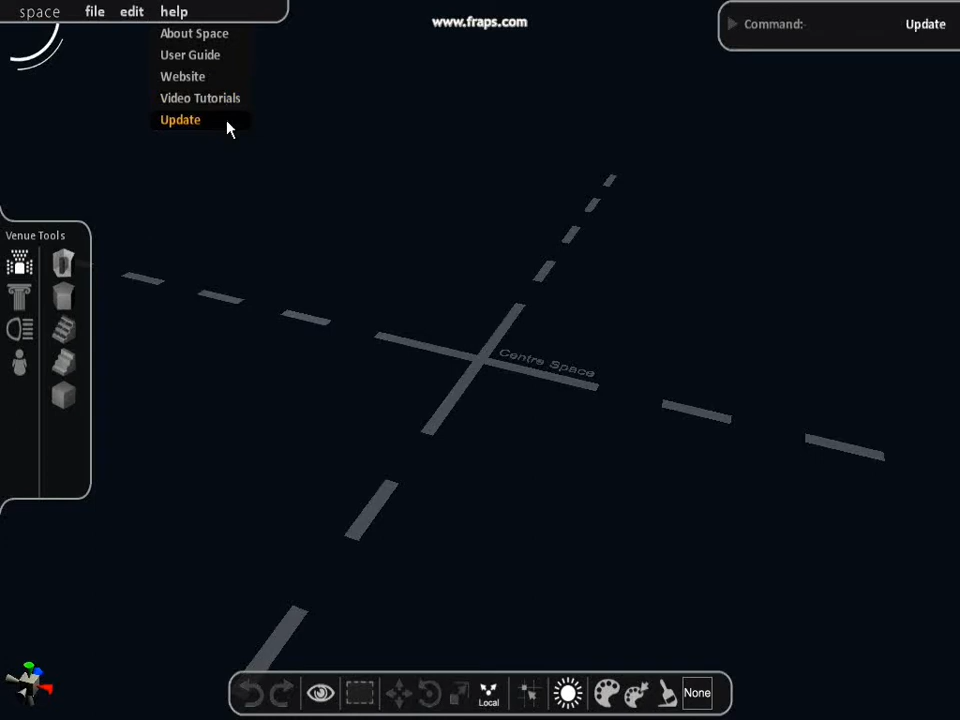 space file edit help
www.fraps.com
Command: Update
About Space
User Guide
Website
Video Tutorials
Update
Venue Tools
Centre Space
Local
None